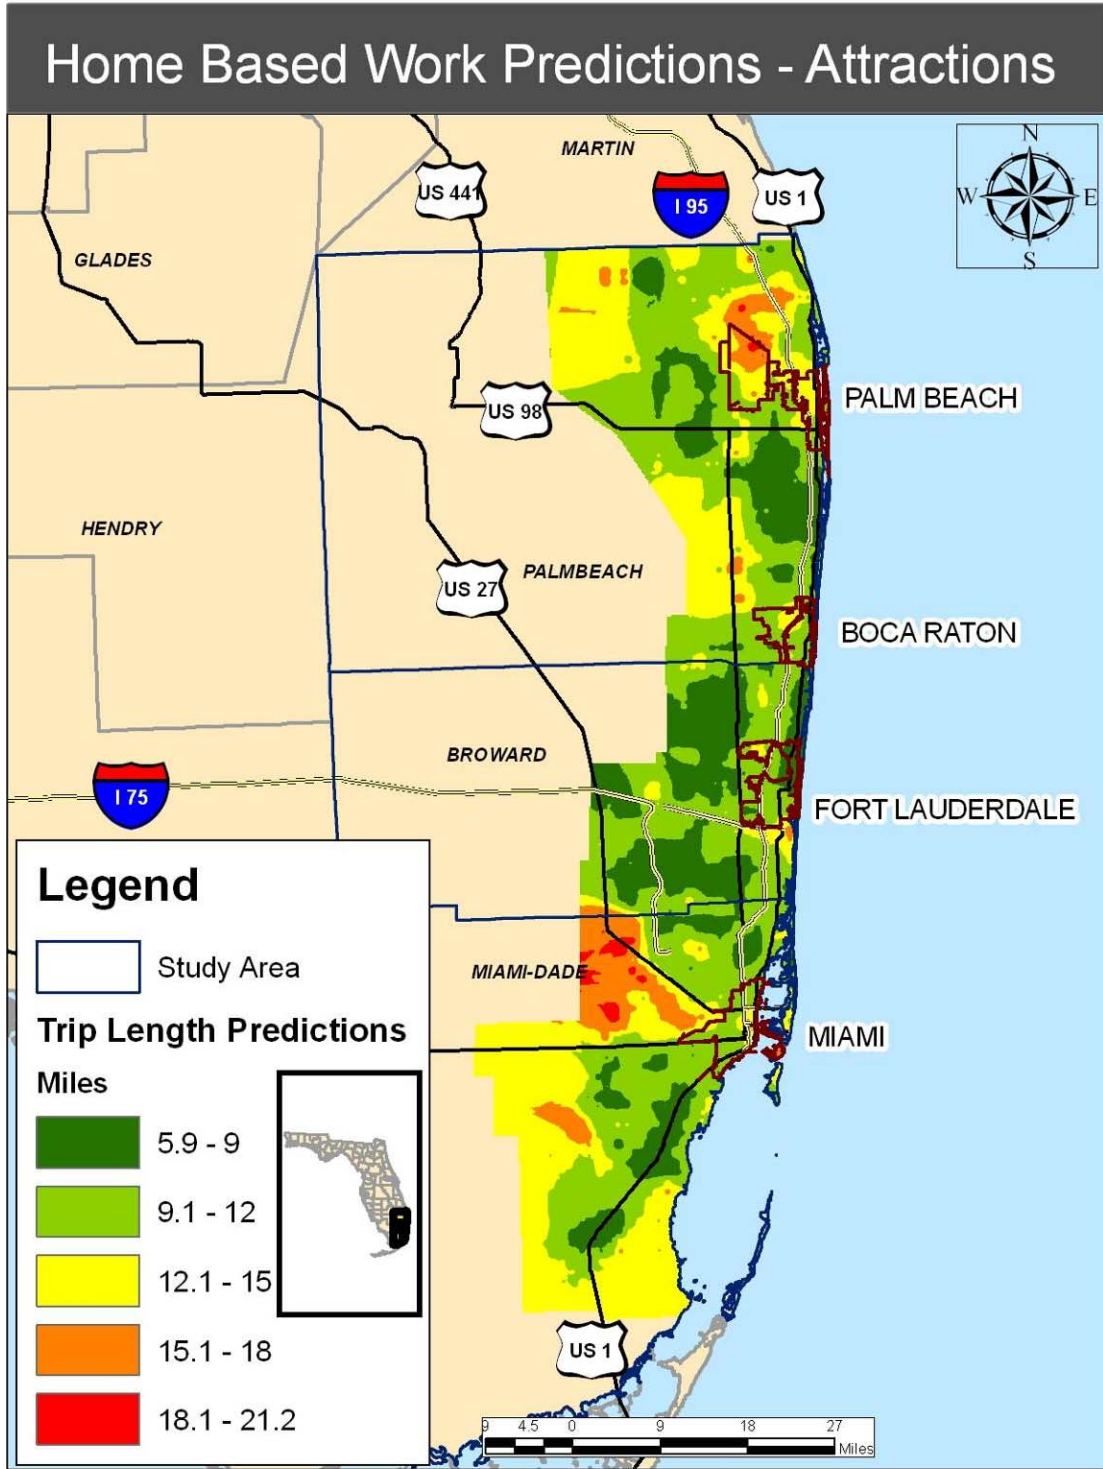 Home Based Work Predictions - Attractions
MARTIN
N
W
E
S
US 441
I 95
US 1
GLADES
US 98
PALM BEACH
HENDRY
PALMBEACH
US 27
BOCA RATON
BROWARD
I 75
FORT LAUDERDALE
MIAMI-DADE
MIAMI
US 1
Legend
Study Area
Trip Length Predictions
Miles
5.9 - 9
9.1 - 12
12.1 - 15
15.1 - 18
18.1 - 21.2
9 4.5 0 9 18 27
Miles